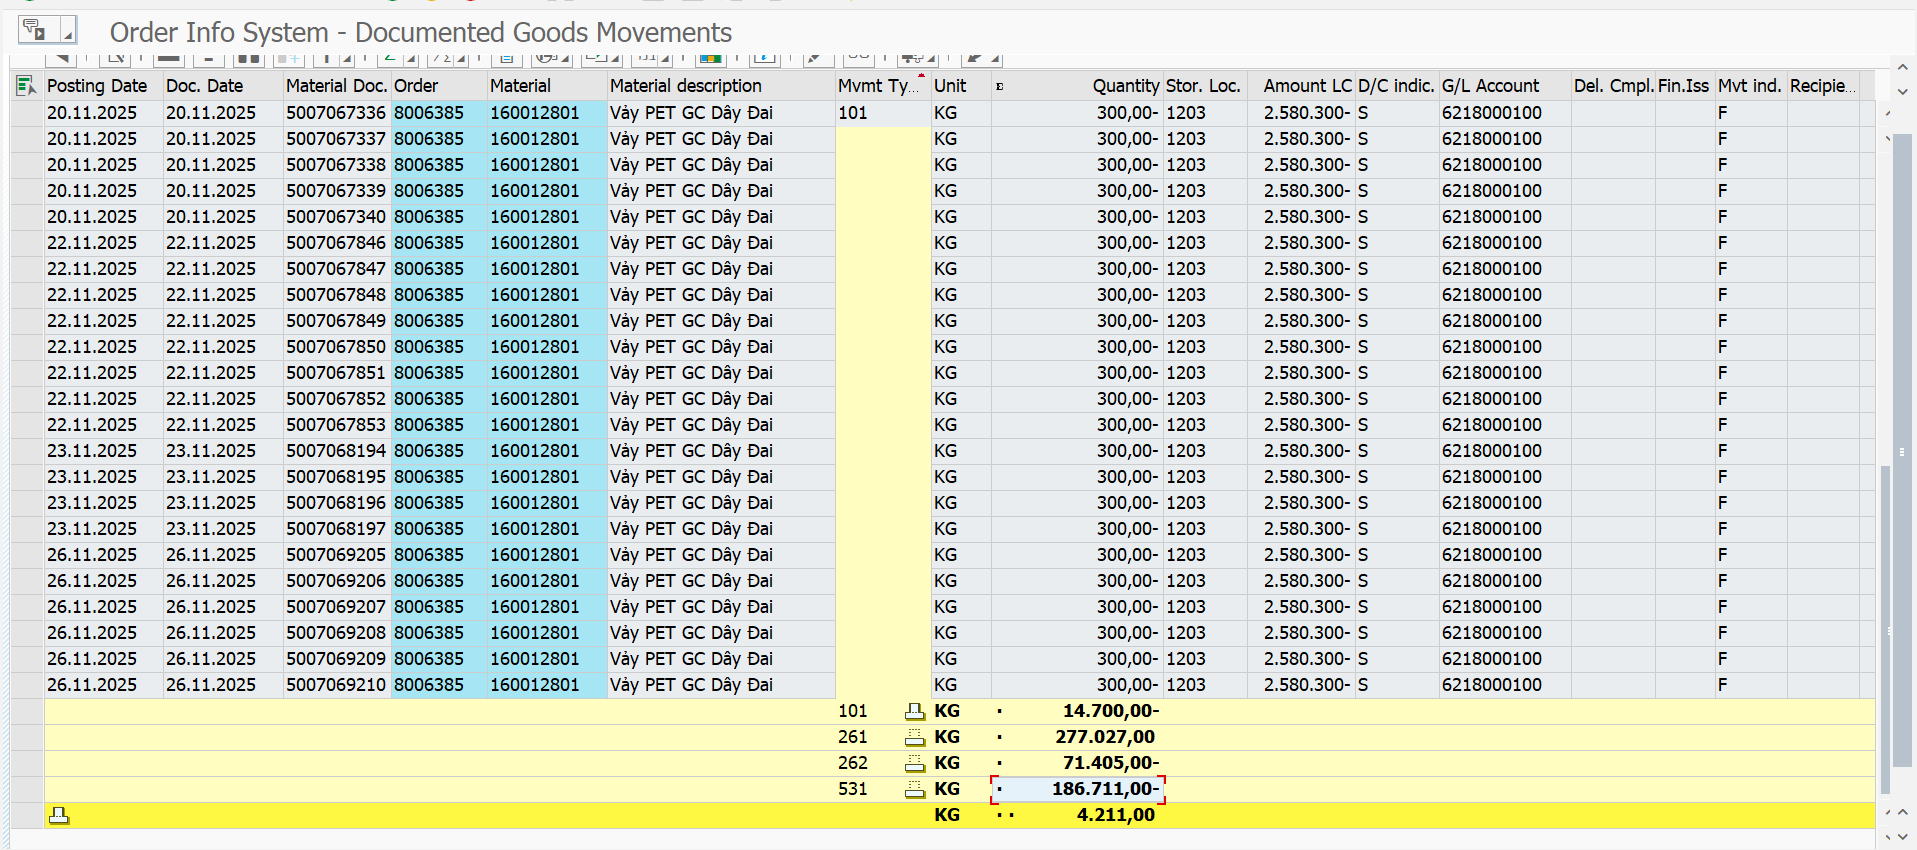 Order Info System - Documented Goods Movements
Posting Date Doc. Date Material Doc. Order Material Material description Mvmt Ty... Unit Σ Quantity Stor. Loc. Amount LC D/C indic. G/L Account Del. Cmpl. Fin.Iss Mvt ind. Recipie...
20.11.2025 20.11.2025 5007067336 8006385 160012801 Vảy PET GC Dây Đai 101 KG 300,00- 1203 2.580.300- S 6218000100 F
20.11.2025 20.11.2025 5007067337 8006385 160012801 Vảy PET GC Dây Đai KG 300,00- 1203 2.580.300- S 6218000100 F
20.11.2025 20.11.2025 5007067338 8006385 160012801 Vảy PET GC Dây Đai KG 300,00- 1203 2.580.300- S 6218000100 F
20.11.2025 20.11.2025 5007067339 8006385 160012801 Vảy PET GC Dây Đai KG 300,00- 1203 2.580.300- S 6218000100 F
20.11.2025 20.11.2025 5007067340 8006385 160012801 Vảy PET GC Dây Đai KG 300,00- 1203 2.580.300- S 6218000100 F
22.11.2025 22.11.2025 5007067846 8006385 160012801 Vảy PET GC Dây Đai KG 300,00- 1203 2.580.300- S 6218000100 F
22.11.2025 22.11.2025 5007067847 8006385 160012801 Vảy PET GC Dây Đai KG 300,00- 1203 2.580.300- S 6218000100 F
22.11.2025 22.11.2025 5007067848 8006385 160012801 Vảy PET GC Dây Đai KG 300,00- 1203 2.580.300- S 6218000100 F
22.11.2025 22.11.2025 5007067849 8006385 160012801 Vảy PET GC Dây Đai KG 300,00- 1203 2.580.300- S 6218000100 F
22.11.2025 22.11.2025 5007067850 8006385 160012801 Vảy PET GC Dây Đai KG 300,00- 1203 2.580.300- S 6218000100 F
22.11.2025 22.11.2025 5007067851 8006385 160012801 Vảy PET GC Dây Đai KG 300,00- 1203 2.580.300- S 6218000100 F
22.11.2025 22.11.2025 5007067852 8006385 160012801 Vảy PET GC Dây Đai KG 300,00- 1203 2.580.300- S 6218000100 F
22.11.2025 22.11.2025 5007067853 8006385 160012801 Vảy PET GC Dây Đai KG 300,00- 1203 2.580.300- S 6218000100 F
23.11.2025 23.11.2025 5007068194 8006385 160012801 Vảy PET GC Dây Đai KG 300,00- 1203 2.580.300- S 6218000100 F
23.11.2025 23.11.2025 5007068195 8006385 160012801 Vảy PET GC Dây Đai KG 300,00- 1203 2.580.300- S 6218000100 F
23.11.2025 23.11.2025 5007068196 8006385 160012801 Vảy PET GC Dây Đai KG 300,00- 1203 2.580.300- S 6218000100 F
23.11.2025 23.11.2025 5007068197 8006385 160012801 Vảy PET GC Dây Đai KG 300,00- 1203 2.580.300- S 6218000100 F
26.11.2025 26.11.2025 5007069205 8006385 160012801 Vảy PET GC Dây Đai KG 300,00- 1203 2.580.300- S 6218000100 F
26.11.2025 26.11.2025 5007069206 8006385 160012801 Vảy PET GC Dây Đai KG 300,00- 1203 2.580.300- S 6218000100 F
26.11.2025 26.11.2025 5007069207 8006385 160012801 Vảy PET GC Dây Đai KG 300,00- 1203 2.580.300- S 6218000100 F
26.11.2025 26.11.2025 5007069208 8006385 160012801 Vảy PET GC Dây Đai KG 300,00- 1203 2.580.300- S 6218000100 F
26.11.2025 26.11.2025 5007069209 8006385 160012801 Vảy PET GC Dây Đai KG 300,00- 1203 2.580.300- S 6218000100 F
26.11.2025 26.11.2025 5007069210 8006385 160012801 Vảy PET GC Dây Đai KG 300,00- 1203 2.580.300- S 6218000100 F
101 KG ▪ 14.700,00-
261 KG ▪ 277.027,00
262 KG ▪ 71.405,00-
531 KG ▪ 186.711,00-
KG ▪ ▪ 4.211,00